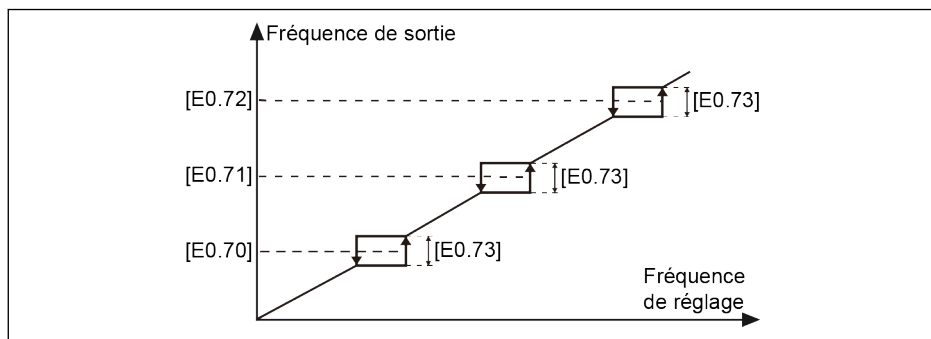 Fréquence de sortie
[E0.72]
[E0.73]
[E0.71]
[E0.73]
[E0.70]
[E0.73]
Fréquence
de réglage